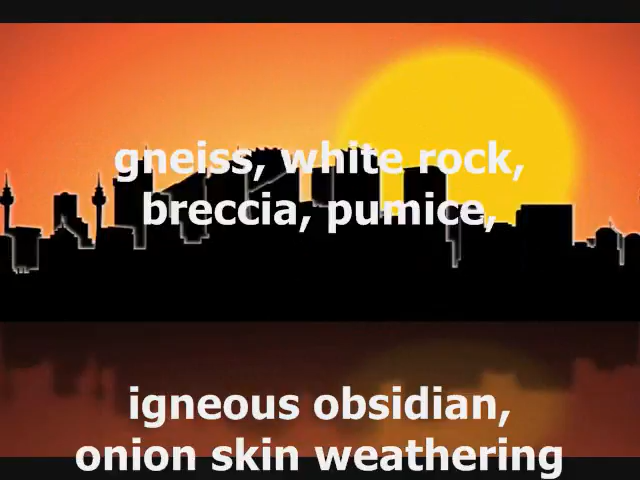 gneiss, white rock,
breccia, pumice,
igneous obsidian,
onion skin weathering